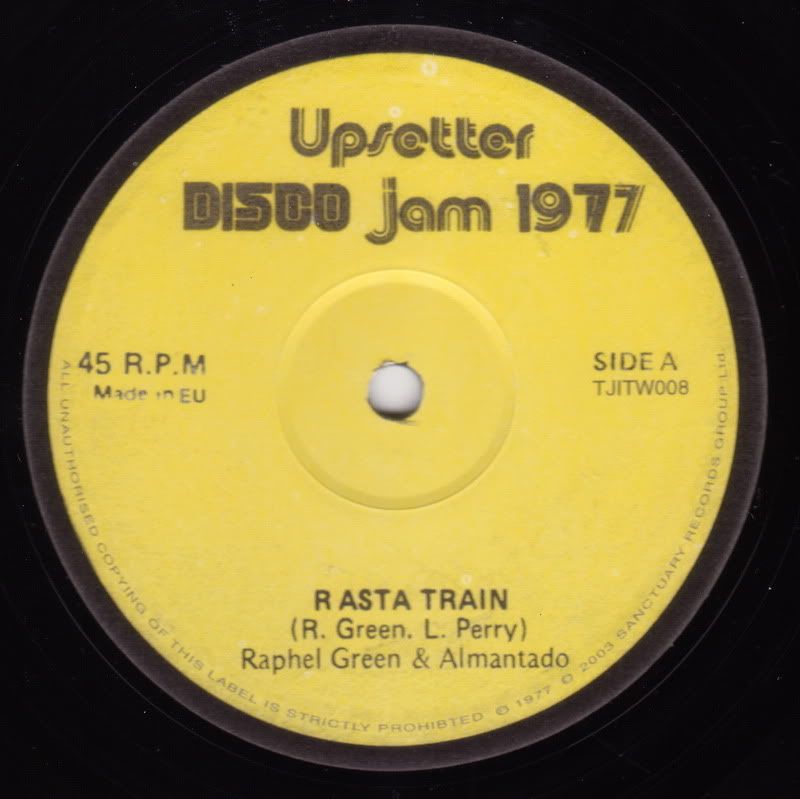 Upsetter
DISCO jam 1977
45 R.P.M
Made in EU
SIDE A
TJITW008
RASTA TRAIN
(R. Green. L. Perry)
Raphel Green & Almantado
ALL UNAUTHORISED COPYING OF THIS LABEL IS STRICTLY PROHIBTED ℗ 1977 © 2003 SANCTUARY RECORDS GROUP Ltd.